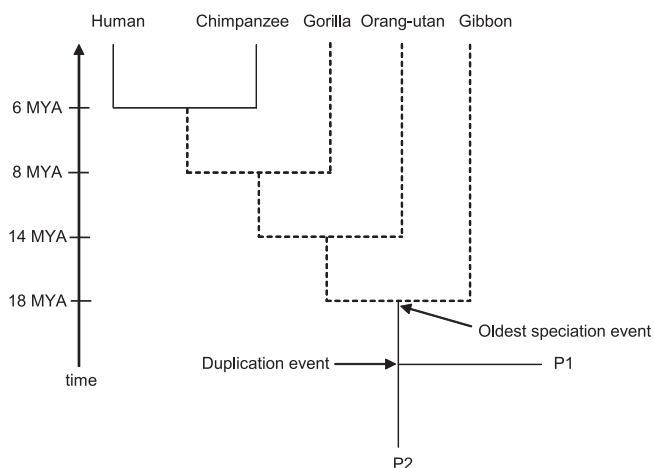 Human Chimpanzee Gorilla Orang-utan Gibbon
6 MYA
8 MYA
14 MYA
18 MYA
Oldest speciation event
Duplication event P1
time
P2